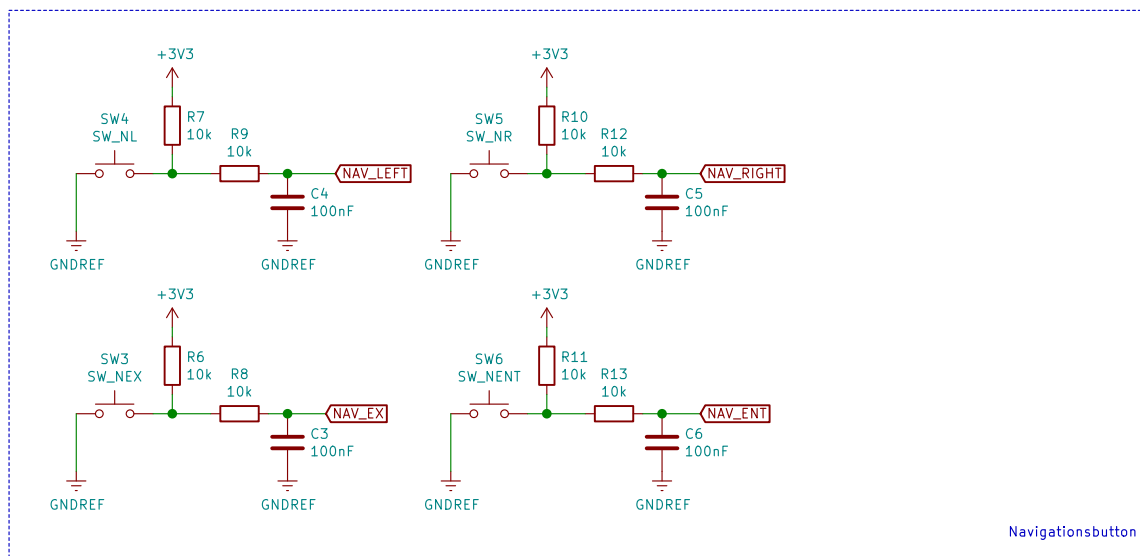 +3V3
SW4
SW_NL
R7
10k
R9
10k
NAV_LEFT
C4
100nF
GNDREF
GNDREF
+3V3
SW5
SW_NR
R10
10k
R12
10k
NAV_RIGHT
C5
100nF
GNDREF
GNDREF
+3V3
SW3
SW_NEX
R6
10k
R8
10k
NAV_EX
C3
100nF
GNDREF
GNDREF
+3V3
SW6
SW_NENT
R11
10k
R13
10k
NAV_ENT
C6
100nF
GNDREF
GNDREF
Navigationsbutton